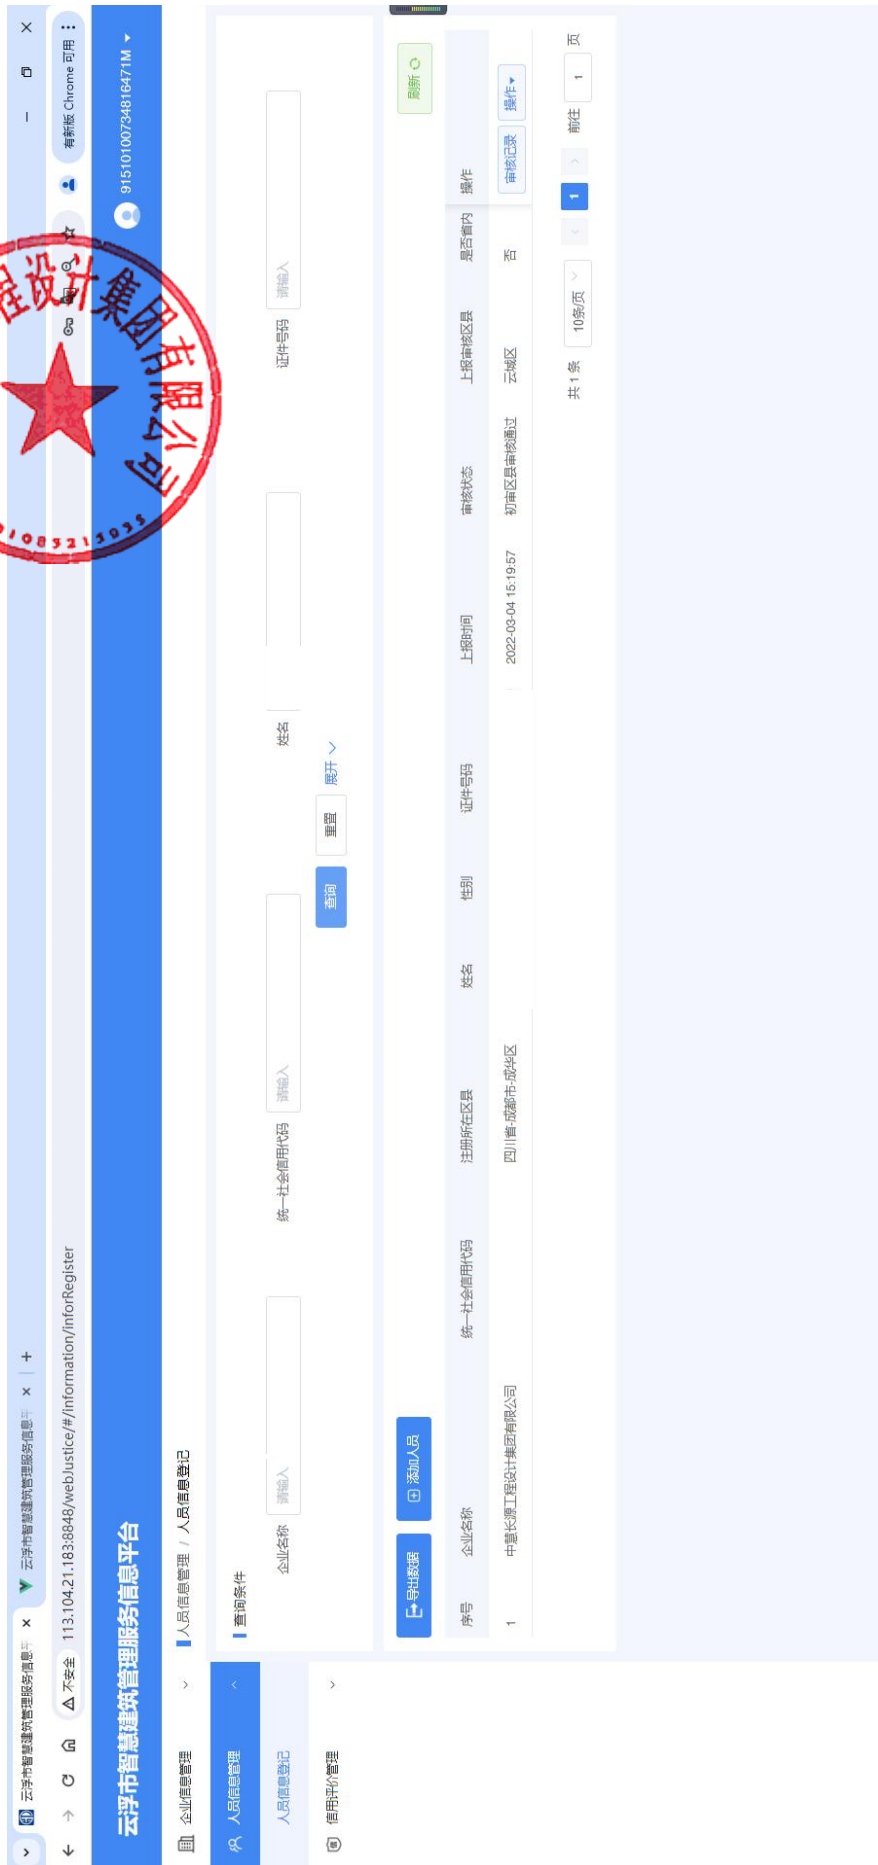 云浮市智慧建筑管理服务信息平
云浮市智慧建筑管理服务信息平
不安全 113.104.21.183:8848/webJustice/#/information/inforRegister
有新版 Chrome 可用
云浮市智慧建筑管理服务信息平台
91510100734816471M
企业信息管理
人员信息管理
人员信息登记
信用评价管理
人员信息管理 / 人员信息登记
查询条件
企业名称 请输入 统一社会信用代码 请输入 姓名 证件号码 请输入
查询 重置 展开
导出数据 添加人员 刷新
序号 企业名称 统一社会信用代码 注册所在区县 姓名 性别 证件号码 上报时间 审核状态 上报审核区县 是否省内 操作
1 中慧长源工程设计集团有限公司 四川省-成都市-成华区 2022-03-04 15:19:57 初审区县审核通过 云城区 否 审核记录 操作
共 1 条 10条/页 1 前往 1 页
程设计集团有限公司